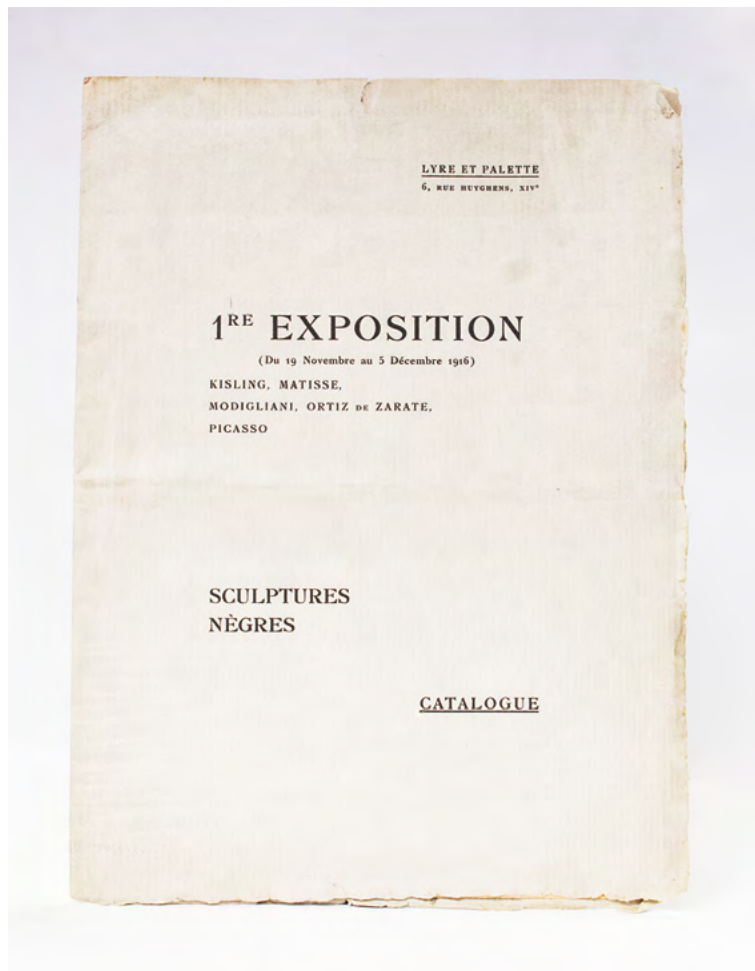 LYRE ET PALETTE
6, RUE HUYGHENS, XIVᵉ
1RE EXPOSITION
(Du 19 Novembre au 5 Décembre 1916)
KISLING, MATISSE,
MODIGLIANI, ORTIZ DE ZARATE,
PICASSO
SCULPTURES
NÈGRES
CATALOGUE